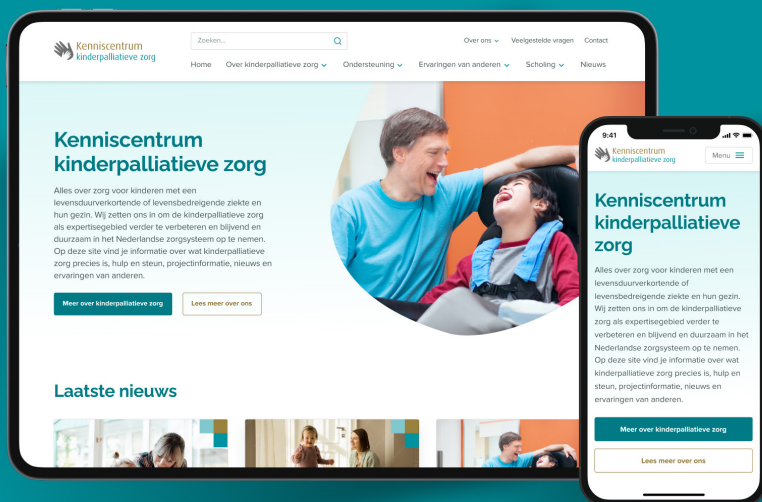 Kenniscentrum
kinderpalliatieve zorg
Zoeken...
Over ons
Veelgestelde vragen
Contact
Home
Over kinderpalliatieve zorg
Ondersteuning
Ervaringen van anderen
Scholing
Nieuws
Kenniscentrum
kinderpalliatieve zorg
Alles over zorg voor kinderen met een
levensduurverkortende of levensbedreigende ziekte en
hun gezin. Wij zetten ons in om de kinderpalliatieve zorg
als expertisegebied verder te verbeteren en blijvend en
duurzaam in het Nederlandse zorgsysteem op te nemen.
Op deze site vind je informatie over wat kinderpalliatieve
zorg precies is, hulp en steun, projectinformatie, nieuws en
ervaringen van anderen.
Meer over kinderpalliatieve zorg
Lees meer over ons
Laatste nieuws
9:41
Kenniscentrum
kinderpalliatieve zorg
Menu
Kenniscentrum
kinderpalliatieve
zorg
Alles over zorg voor kinderen met een
levensduurverkortende of
levensbedreigende ziekte en hun gezin.
Wij zetten ons in om de kinderpalliatieve
zorg als expertisegebied verder te
verbeteren en blijvend en duurzaam in het
Nederlandse zorgsysteem op te nemen.
Op deze site vind je informatie over wat
kinderpalliatieve zorg precies is, hulp en
steun, projectinformatie, nieuws en
ervaringen van anderen.
Meer over kinderpalliatieve zorg
Lees meer over ons